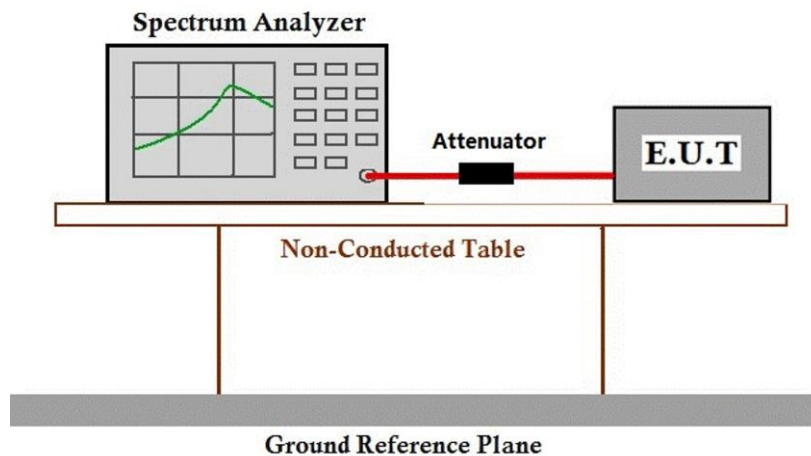 Spectrum Analyzer
Attenuator
E.U.T
Non-Conducted Table
Ground Reference Plane